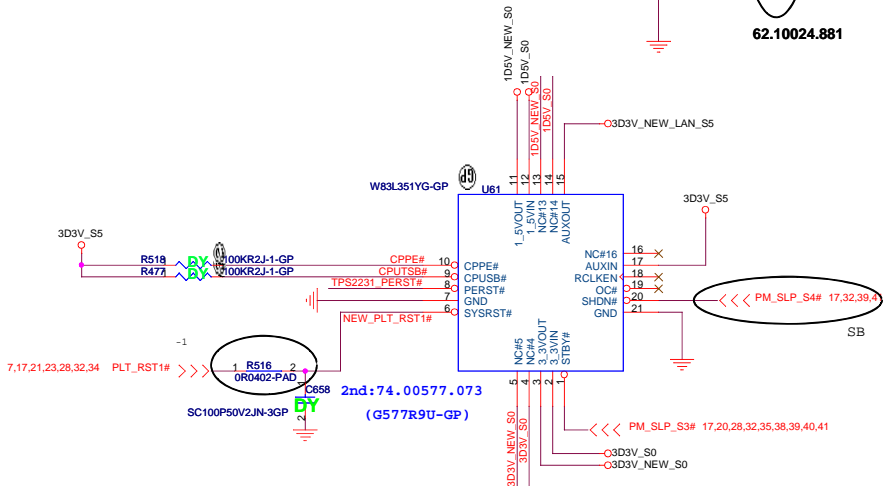 62.10024.881
1D5V_NEW_S0
1D5V_S0
1D5V_NEW_S0
1D5V_S0
3D3V_NEW_LAN_S5
11
12
13
14
15
W83L351YG-GP
GP
U61
1_5VOUT
1_5VIN
NC#13
NC#14
AUXOUT
3D3V_S5
3D3V_S5
R518
DY
100KR2J-1-GP
CPPE#
10
CPPE#
NC#16
16
R477
DY
100KR2J-1-GP
CPUTSB#
9
CPUSB#
AUXIN
17
TPS2231_PERST#
8
PERST#
RCLKEN
18
7
GND
OC#
19
NEW_PLT_RST1#
6
SYSRST#
SHDN#
20
PM_SLP_S4# 17,32,39,4
GND
21
SB
-1
7,17,21,23,28,32,34 PLT_RST1#
1
R516
2
0R0402-PAD
NC#5
NC#4
3_3VOUT
3_3VIN
STBY#
5
4
3
2
1
1
C658
DY
2
SC100P50V2JN-3GP
2nd:74.00577.073
(G577R9U-GP)
3D3V_NEW_S0
3D3V_S0
PM_SLP_S3# 17,20,28,32,35,38,39,40,41
3D3V_S0
3D3V_NEW_S0